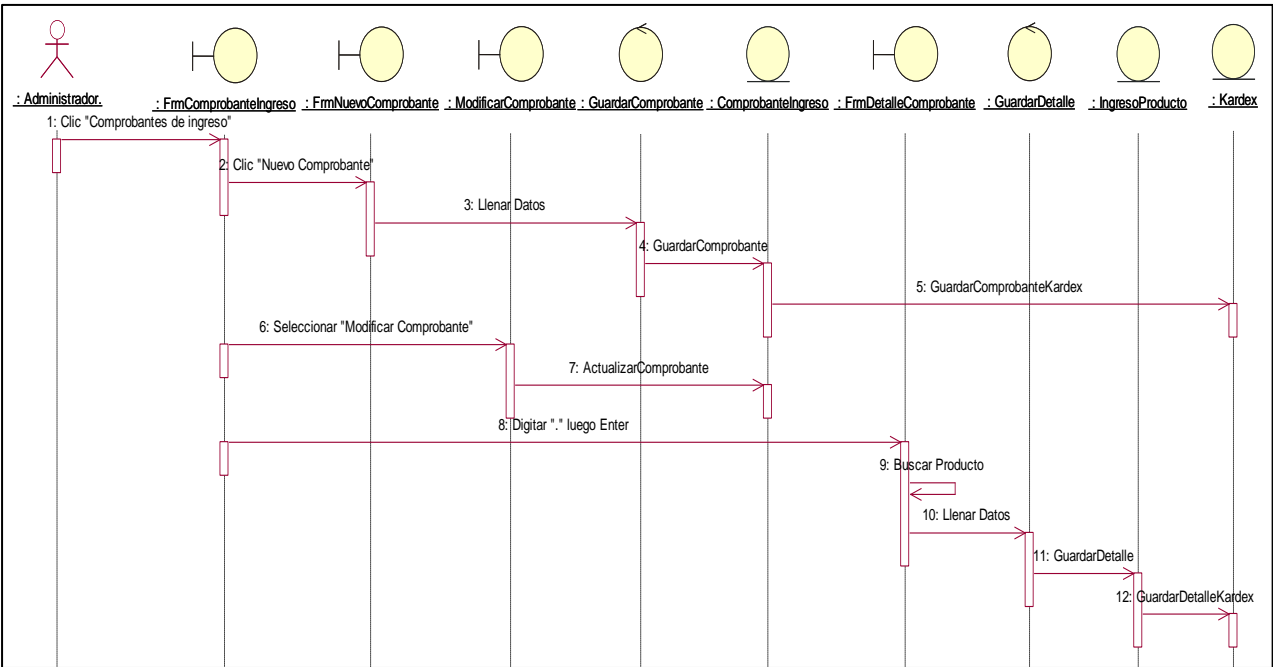 : Administrador.
: FrmComprobanteIngreso
: FrmNuevoComprobante
: ModificarComprobante
: GuardarComprobante
: ComprobanteIngreso
: FrmDetalleComprobante
: GuardarDetalle
: IngresoProducto
: Kardex
1: Clic "Comprobantes de ingreso"
2: Clic "Nuevo Comprobante"
3: Llenar Datos
4: GuardarComprobante
5: GuardarComprobanteKardex
6: Seleccionar "Modificar Comprobante"
7: ActualizarComprobante
8: Digitar "." luego Enter
9: Buscar Producto
10: Llenar Datos
11: GuardarDetalle
12: GuardarDetalleKardex